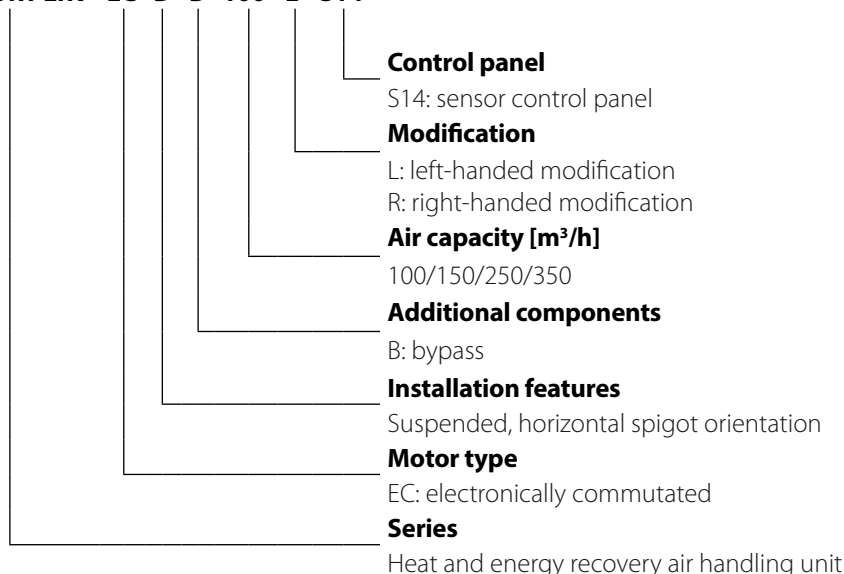 Control panel
S14: sensor control panel
Modification
L: left-handed modification
R: right-handed modification
Air capacity [m³/h]
100/150/250/350
Additional components
B: bypass
Installation features
Suspended, horizontal spigot orientation
Motor type
EC: electronically commutated
Series
Heat and energy recovery air handling unit